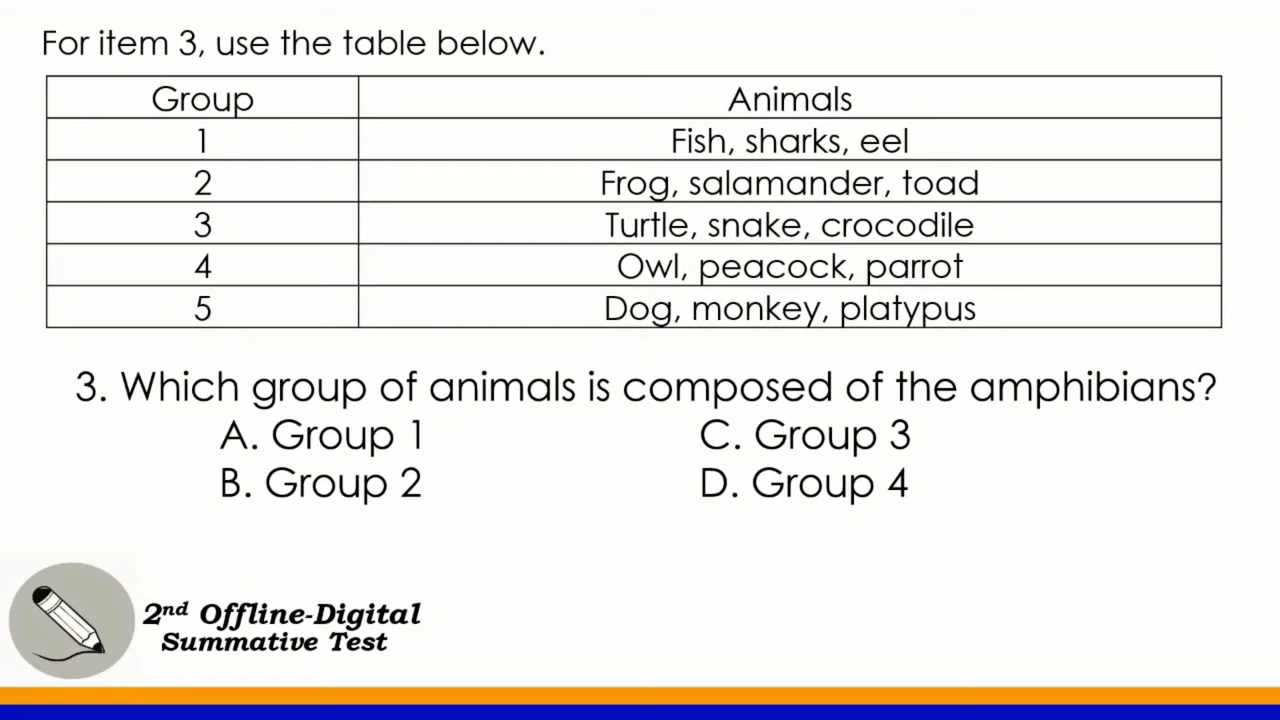 For item 3, use the table below.
Group Animals
1 Fish, sharks, eel
2 Frog, salamander, toad
3 Turtle, snake, crocodile
4 Owl, peacock, parrot
5 Dog, monkey, platypus
3. Which group of animals is composed of the amphibians?
A. Group 1 C. Group 3
B. Group 2 D. Group 4
2nd Offline-Digital
Summative Test